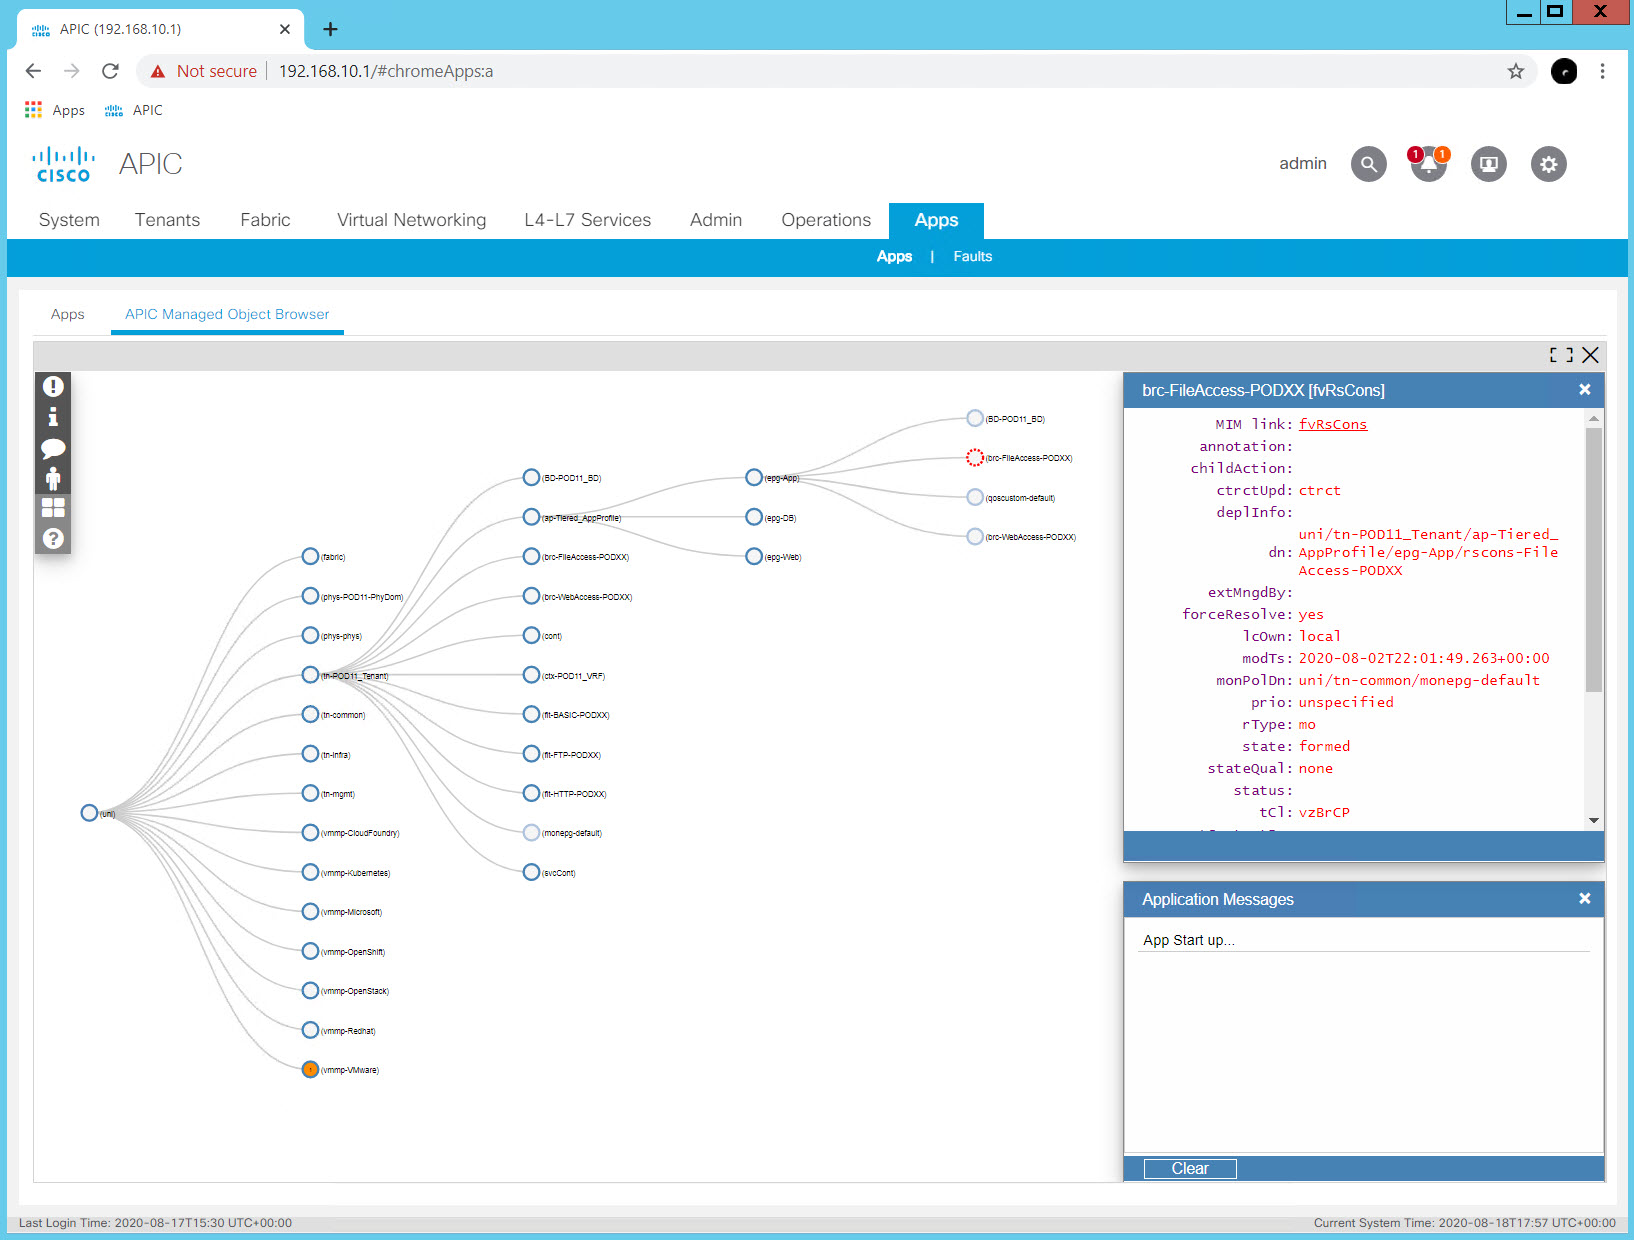 APIC (192.168.10.1)
Not secure
192.168.10.1/#chromeApps:a
Apps
APIC
CISCO
APIC
admin
1
1
System
Tenants
Fabric
Virtual Networking
L4-L7 Services
Admin
Operations
Apps
Apps | Faults
Apps
APIC Managed Object Browser
(uni)
(fabric)
(phys-POD11-PhyDom)
(phys-phys)
(tn-POD11_Tenant)
(tn-common)
(tn-infra)
(tn-mgmt)
(vmmp-CloudFoundry)
(vmmp-Kubernetes)
(vmmp-Microsoft)
(vmmp-OpenShift)
(vmmp-OpenStack)
(vmmp-Redhat)
(vmmp-VMware)
(BD-POD11_BD)
(ap-Tiered_AppProfile)
(brc-FileAccess-PODXX)
(brc-WebAccess-PODXX)
(cont)
(ctx-POD11_VRF)
(flt-BASIC-PODXX)
(flt-FTP-PODXX)
(flt-HTTP-PODXX)
(monepg-default)
(svcCont)
(epg-App)
(epg-DB)
(epg-Web)
(BD-POD11_BD)
(brc-FileAccess-PODXX)
(qoscustom-default)
(brc-WebAccess-PODXX)
brc-FileAccess-PODXX [fvRsCons]
MIM link: fvRsCons
annotation:
childAction:
ctrctUpd: ctrct
deplInfo:
uni/tn-POD11_Tenant/ap-Tiered_
dn: AppProfile/epg-App/rscons-File
Access-PODXX
extMngdBy:
forceResolve: yes
lcOwn: local
modTs: 2020-08-02T22:01:49.263+00:00
monPolDn: uni/tn-common/monepg-default
prio: unspecified
rType: mo
state: formed
stateQual: none
status:
tCl: vzBrCP
Application Messages
App Start up...
Clear
Last Login Time: 2020-08-17T15:30 UTC+00:00
Current System Time: 2020-08-18T17:57 UTC+00:00